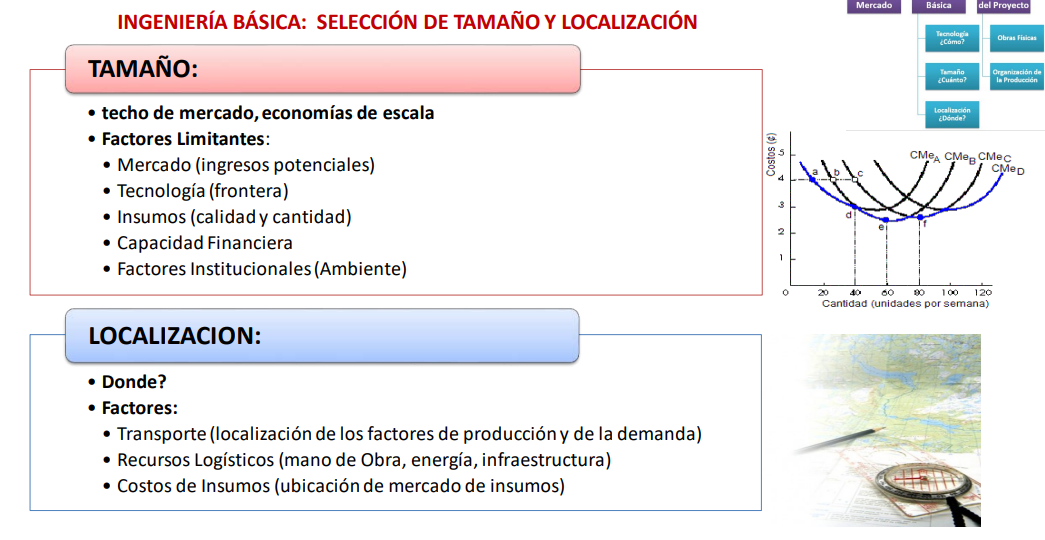 INGENIERÍA BÁSICA: SELECCIÓN DE TAMAÑO Y LOCALIZACIÓN
TAMAÑO:
• techo de mercado, economías de escala
• Factores Limitantes:
• Mercado (ingresos potenciales)
• Tecnología (frontera)
• Insumos (calidad y cantidad)
• Capacidad Financiera
• Factores Institucionales (Ambiente)
LOCALIZACION:
• Donde?
• Factores:
• Transporte (localización de los factores de producción y de la demanda)
• Recursos Logísticos (mano de Obra, energía, infraestructura)
• Costos de Insumos (ubicación de mercado de insumos)
Mercado
Básica
del Proyecto
Tecnología
¿Cómo?
Obras Físicas
Tamaño
¿Cuánto?
Organización de
la Producción
Localización
¿Dónde?
Costos (¢)
5
4
3
2
1
a b c
d
e
f
CMeA CMeB CMeC
CMeD
0 20 40 60 80 100 120
Cantidad (unidades por semana)